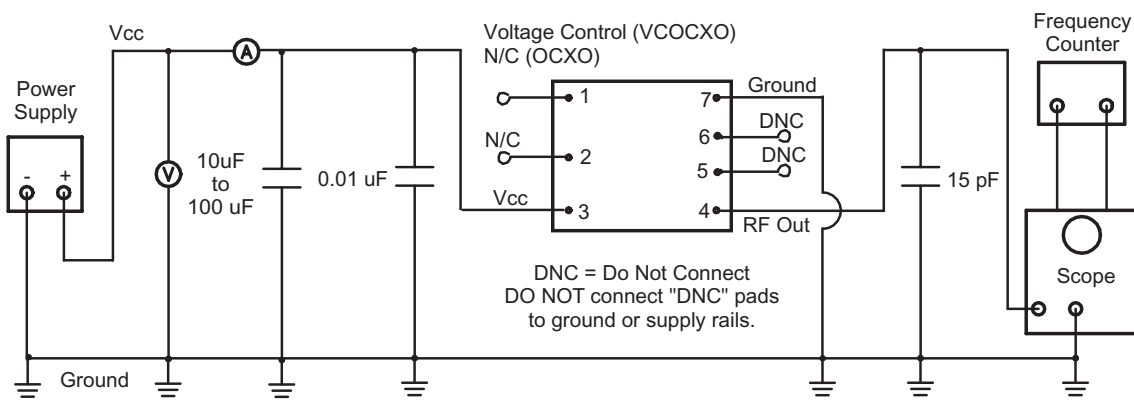 Vcc
Power
Supply
- +
A
V
10uF
to
100 uF
0.01 uF
Ground
Voltage Control (VCOCXO)
N/C (OCXO)
N/C
Vcc
1
2
3
7
6
5
4
Ground
DNC
DNC
RF Out
DNC = Do Not Connect
DO NOT connect "DNC" pads
to ground or supply rails.
15 pF
Frequency
Counter
Scope